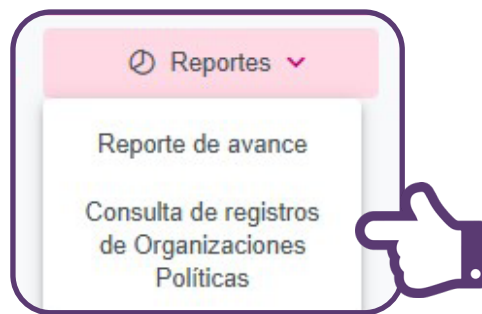 Reportes
Reporte de avance
Consulta de registros
de Organizaciones
Políticas